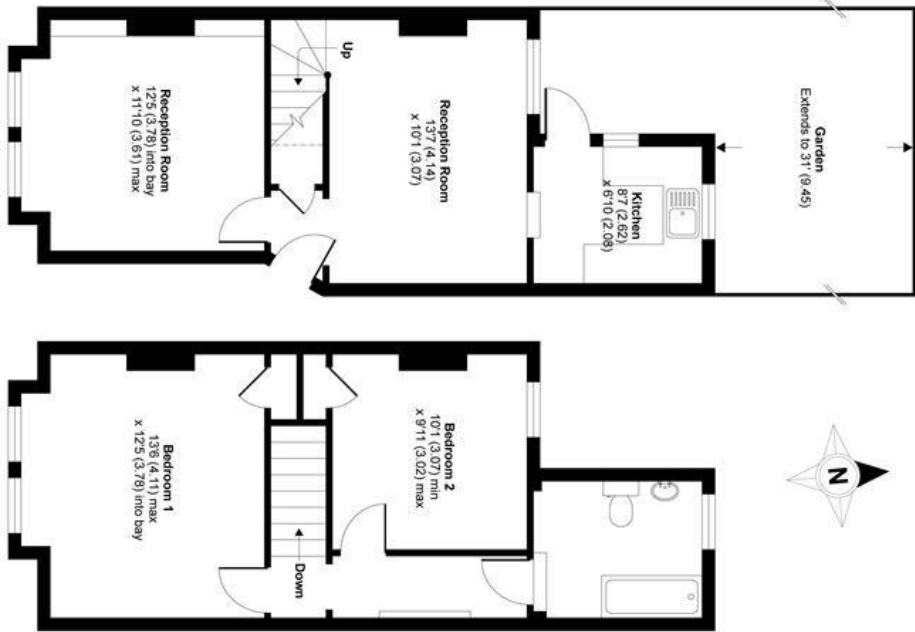 Garden
Extends to 31' (9.45)
Kitchen
8'7 (2.62)
x 6'10 (2.08)
Reception Room
13'7 (4.14)
x 10'1 (3.07)
Up
Reception Room
12'5 (3.78) into bay
x 11'10 (3.61) max
N
Bedroom 2
10'1 (3.07) min
x 9'11 (3.02) max
Down
Bedroom 1
13'6 (4.11) max
x 12'5 (3.78) into bay